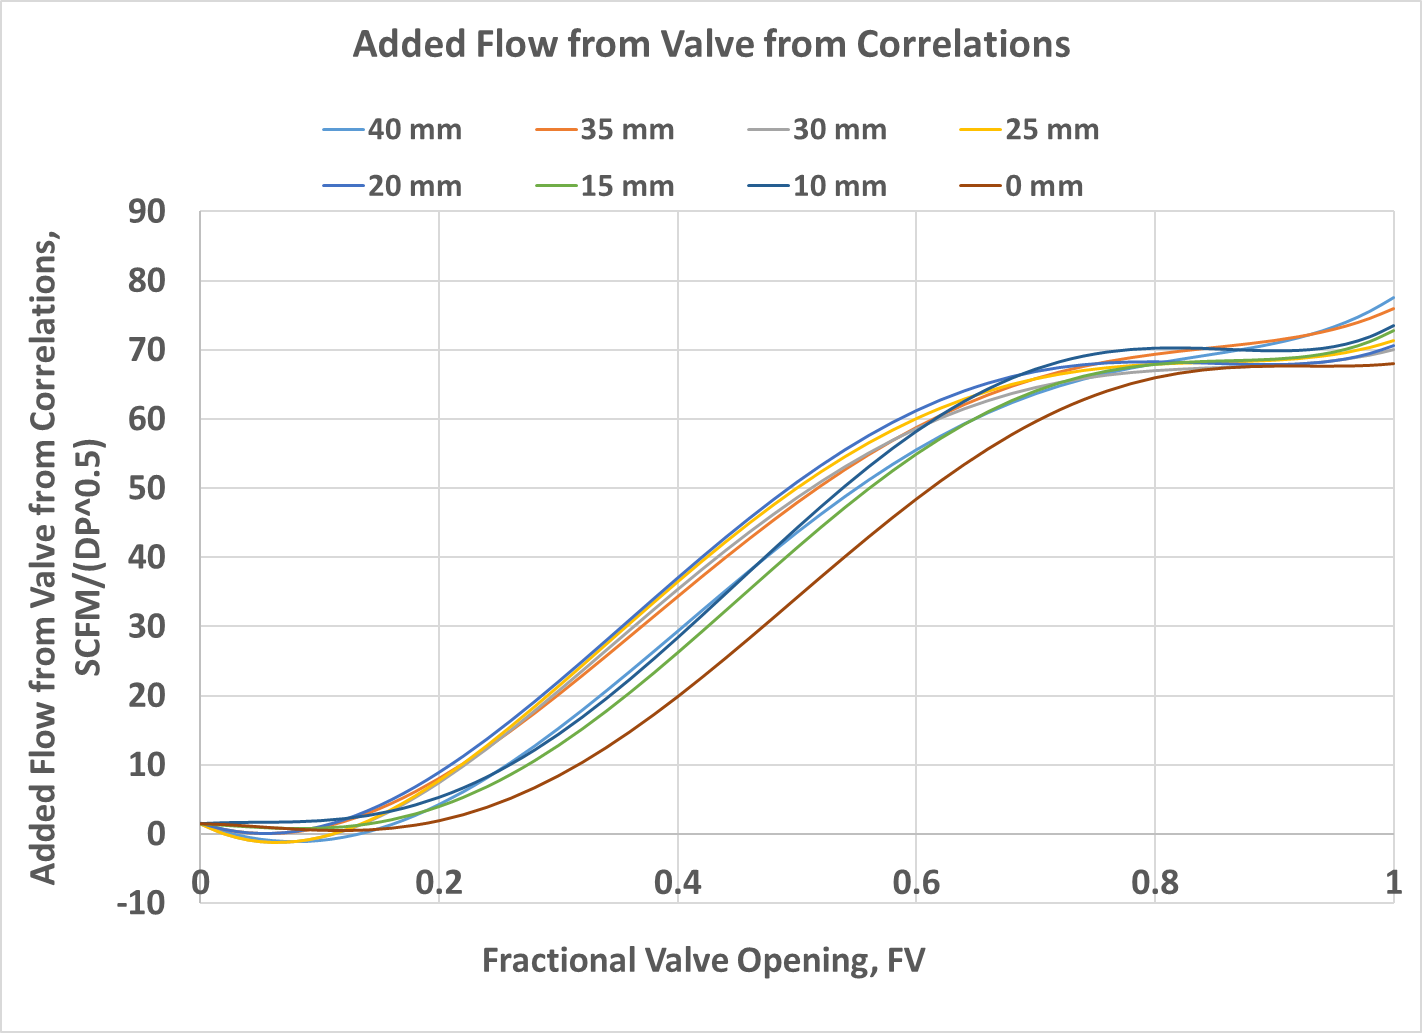 Added Flow from Valve from Correlations
40 mm
35 mm
30 mm
25 mm
20 mm
15 mm
10 mm
0 mm
Added Flow from Valve from Correlations,
SCFM/(DP^0.5)
90
80
70
60
50
40
30
20
10
0
-10
0
0.2
0.4
0.6
0.8
1
Fractional Valve Opening, FV